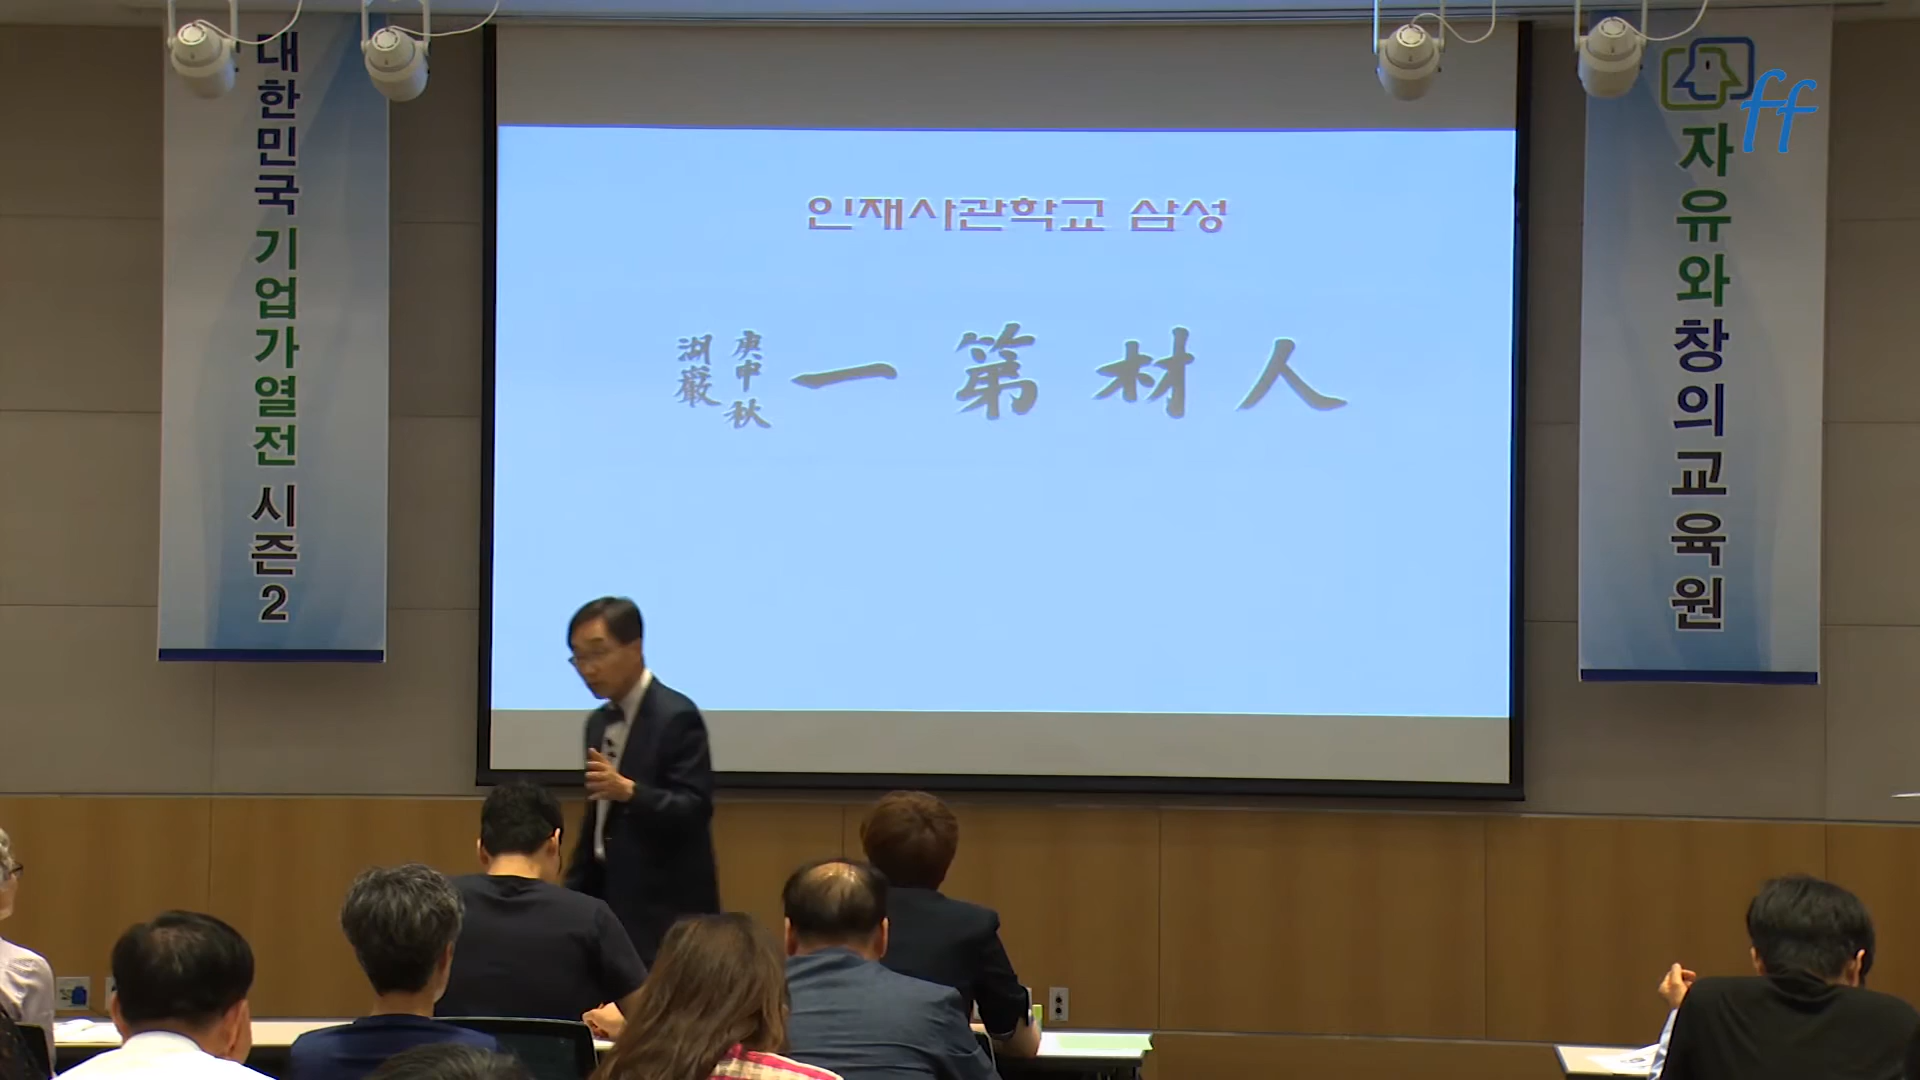 대한민국 기업가열전 시즌2
인재사관학교 삼성
人材第一
庚申秋
湖巖
ff
자유와창의교육원